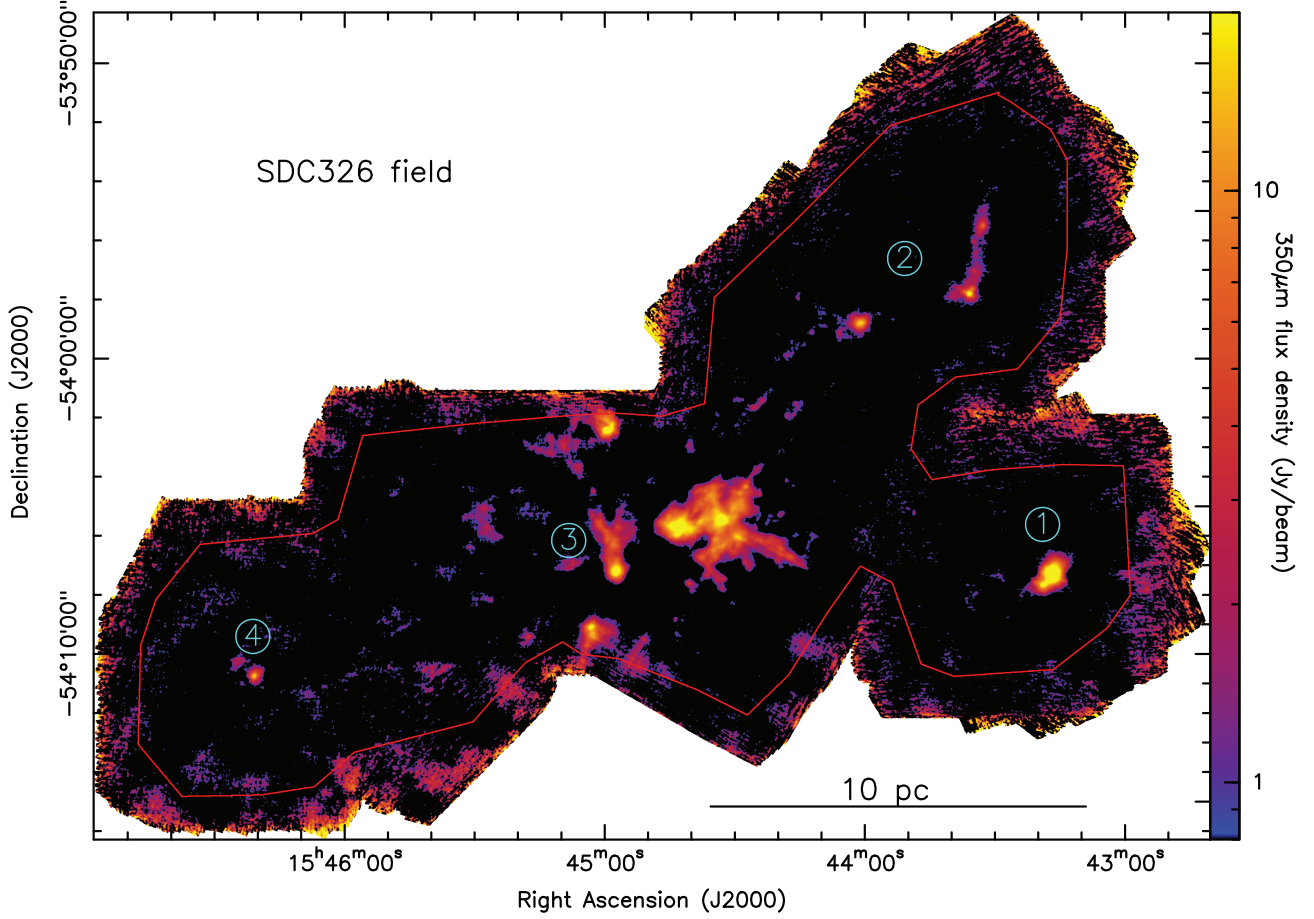 SDC326 field
−53°50'00"
−54°00'00"
−54°10'00"
Declination (J2000)
2
1
3
4
10 pc
15ʰ46ᵐ00ˢ
45ᵐ00ˢ
44ᵐ00ˢ
43ᵐ00ˢ
Right Ascension (J2000)
10
1
350μm flux density (Jy/beam)